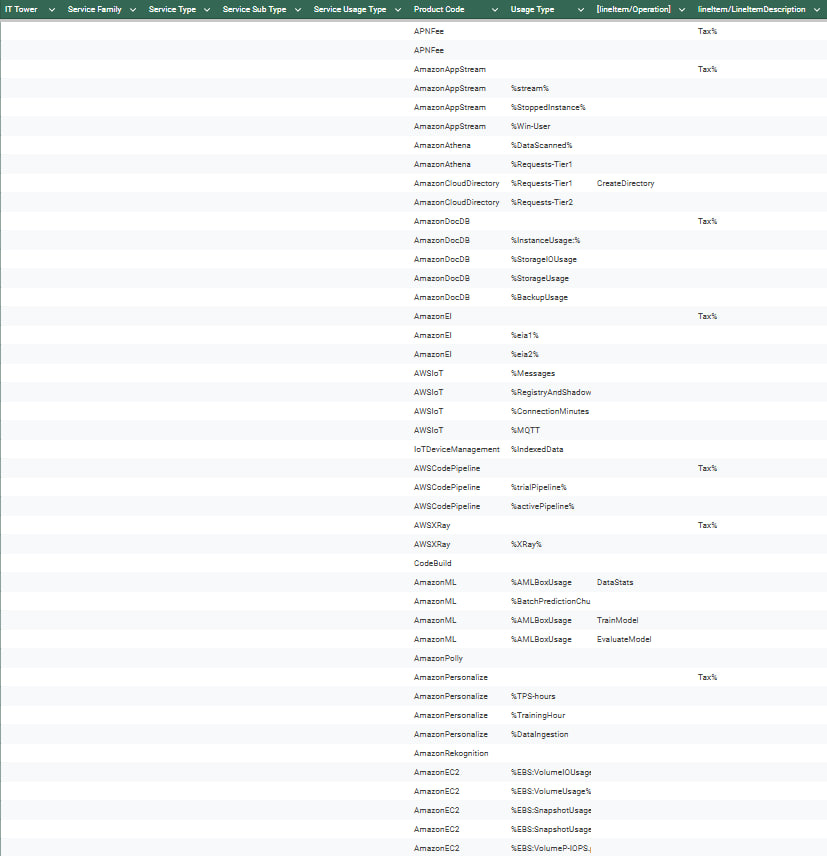 IT Tower Service Family Service Type Service Sub Type Service Usage Type Product Code Usage Type [lineItem/Operation] lineItem/LineItemDescription
APNFee Tax%
APNFee
AmazonAppStream Tax%
AmazonAppStream %stream%
AmazonAppStream %StoppedInstance%
AmazonAppStream %Win-User
AmazonAthena %DataScanned%
AmazonAthena %Requests-Tier1
AmazonCloudDirectory %Requests-Tier1 CreateDirectory
AmazonCloudDirectory %Requests-Tier2
AmazonDocDB Tax%
AmazonDocDB %InstanceUsage:%
AmazonDocDB %StorageIOUsage
AmazonDocDB %StorageUsage
AmazonDocDB %BackupUsage
AmazonEI Tax%
AmazonEI %eia1%
AmazonEI %eia2%
AWSIoT %Messages
AWSIoT %RegistryAndShadow
AWSIoT %ConnectionMinutes
AWSIoT %MQTT
IoTDeviceManagement %IndexedData
AWSCodePipeline Tax%
AWSCodePipeline %trialPipeline%
AWSCodePipeline %activePipeline%
AWSXRay Tax%
AWSXRay %XRay%
CodeBuild
AmazonML %AMLBoxUsage DataStats
AmazonML %BatchPredictionChu
AmazonML %AMLBoxUsage TrainModel
AmazonML %AMLBoxUsage EvaluateModel
AmazonPolly
AmazonPersonalize Tax%
AmazonPersonalize %TPS-hours
AmazonPersonalize %TrainingHour
AmazonPersonalize %DataIngestion
AmazonRekognition
AmazonEC2 %EBS:VolumeIOUsage
AmazonEC2 %EBS:VolumeUsage%
AmazonEC2 %EBS:SnapshotUsage
AmazonEC2 %EBS:SnapshotUsage
AmazonEC2 %EBS:VolumeP-IOPS.